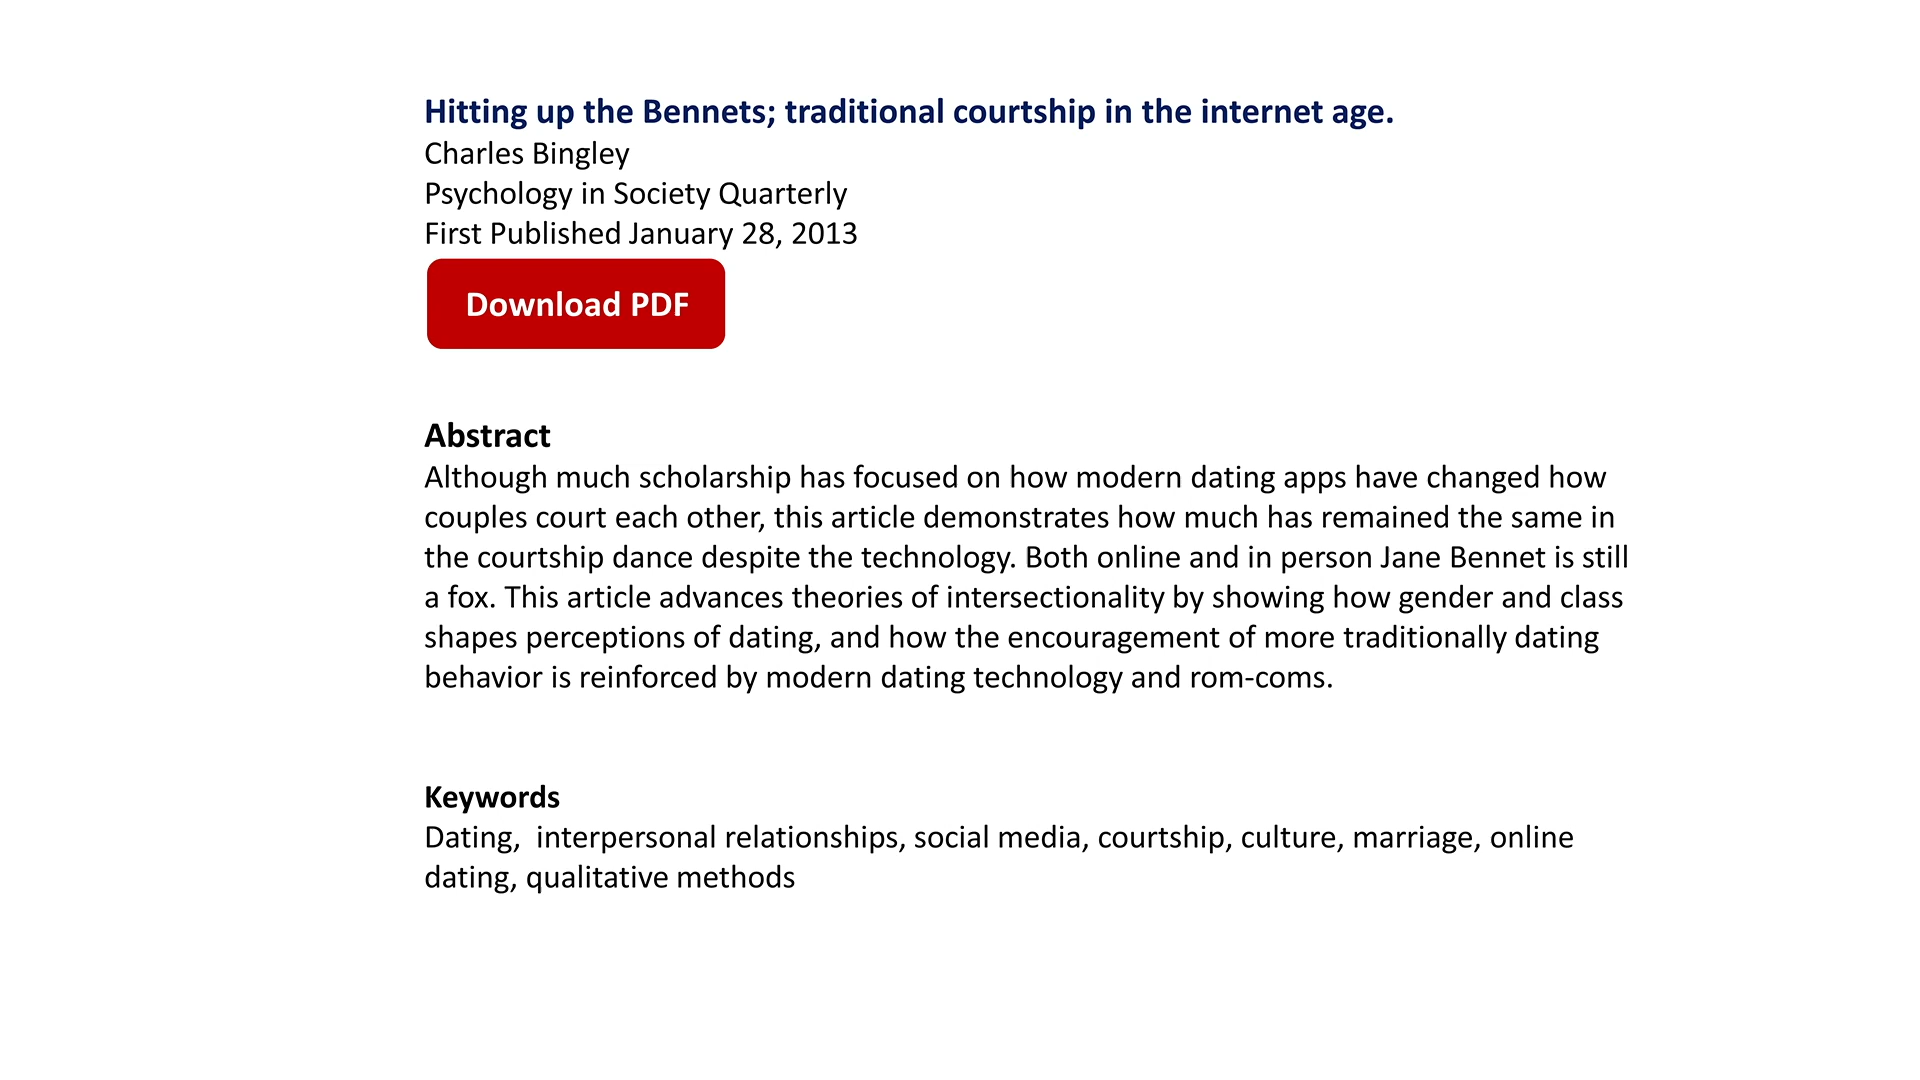 Hitting up the Bennets; traditional courtship in the internet age.
Charles Bingley
Psychology in Society Quarterly
First Published January 28, 2013
Download PDF
Abstract
Although much scholarship has focused on how modern dating apps have changed how
couples court each other, this article demonstrates how much has remained the same in
the courtship dance despite the technology. Both online and in person Jane Bennet is still
a fox. This article advances theories of intersectionality by showing how gender and class
shapes perceptions of dating, and how the encouragement of more traditionally dating
behavior is reinforced by modern dating technology and rom-coms.
Keywords
Dating,  interpersonal relationships, social media, courtship, culture, marriage, online
dating, qualitative methods